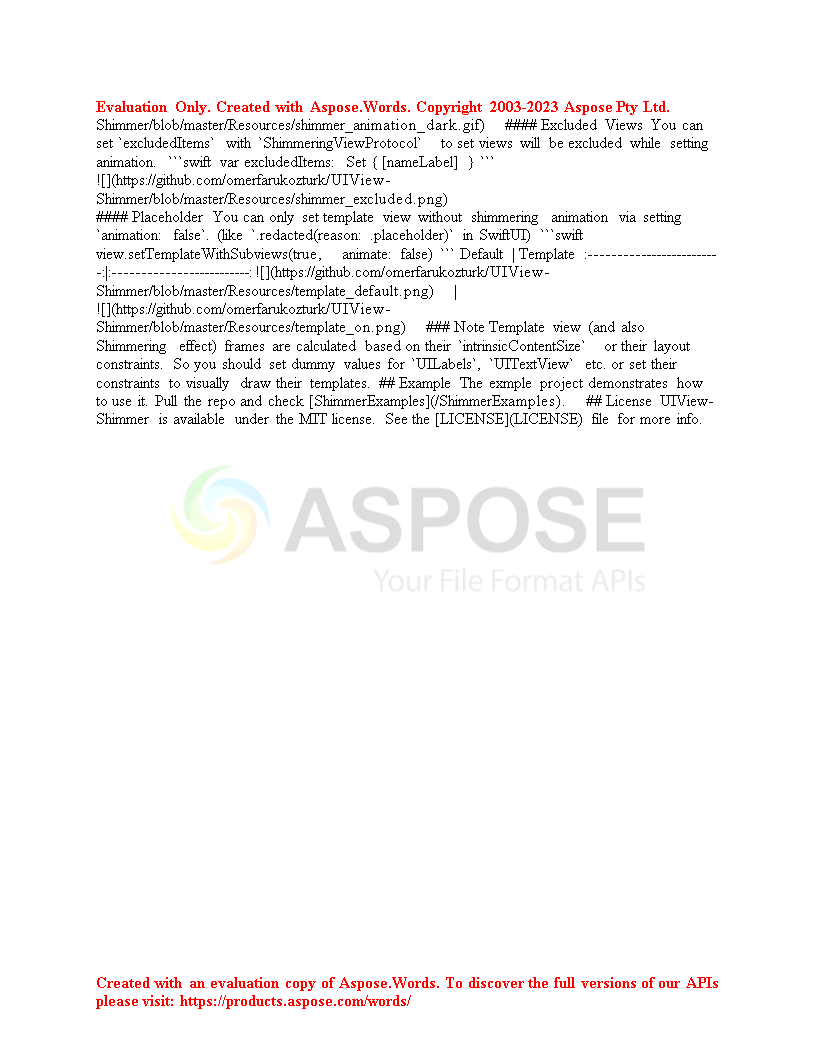 Evaluation Only. Created with Aspose.Words. Copyright 2003-2023 Aspose Pty Ltd.
Shimmer/blob/master/Resources/shimmer_animation_dark.gif) #### Excluded Views You can
set `excludedItems` with `ShimmeringViewProtocol` to set views will be excluded while setting
animation. ```swift var excludedItems: Set { [nameLabel] } ```
![](https://github.com/omerfarukozturk/UIView-
Shimmer/blob/master/Resources/shimmer_excluded.png)
#### Placeholder You can only set template view without shimmering animation via setting
`animation: false`. (like `.redacted(reason: .placeholder)` in SwiftUI) ```swift
view.setTemplateWithSubviews(true, animate: false) ``` Default | Template :-------------------------
-:|:-------------------------: ![](https://github.com/omerfarukozturk/UIView-
Shimmer/blob/master/Resources/template_default.png) |
![](https://github.com/omerfarukozturk/UIView-
Shimmer/blob/master/Resources/template_on.png) ### Note Template view (and also
Shimmering effect) frames are calculated based on their `intrinsicContentSize` or their layout
constraints. So you should set dummy values for `UILabels`, `UITextView` etc. or set their
constraints to visually draw their templates. ## Example The exmple project demonstrates how
to use it. Pull the repo and check [ShimmerExamples](/ShimmerExamples). ## License UIView-
Shimmer is available under the MIT license. See the [LICENSE](LICENSE) file for more info.
ASPOSE
Your File Format APIs
Created with an evaluation copy of Aspose.Words. To discover the full versions of our APIs
please visit: https://products.aspose.com/words/